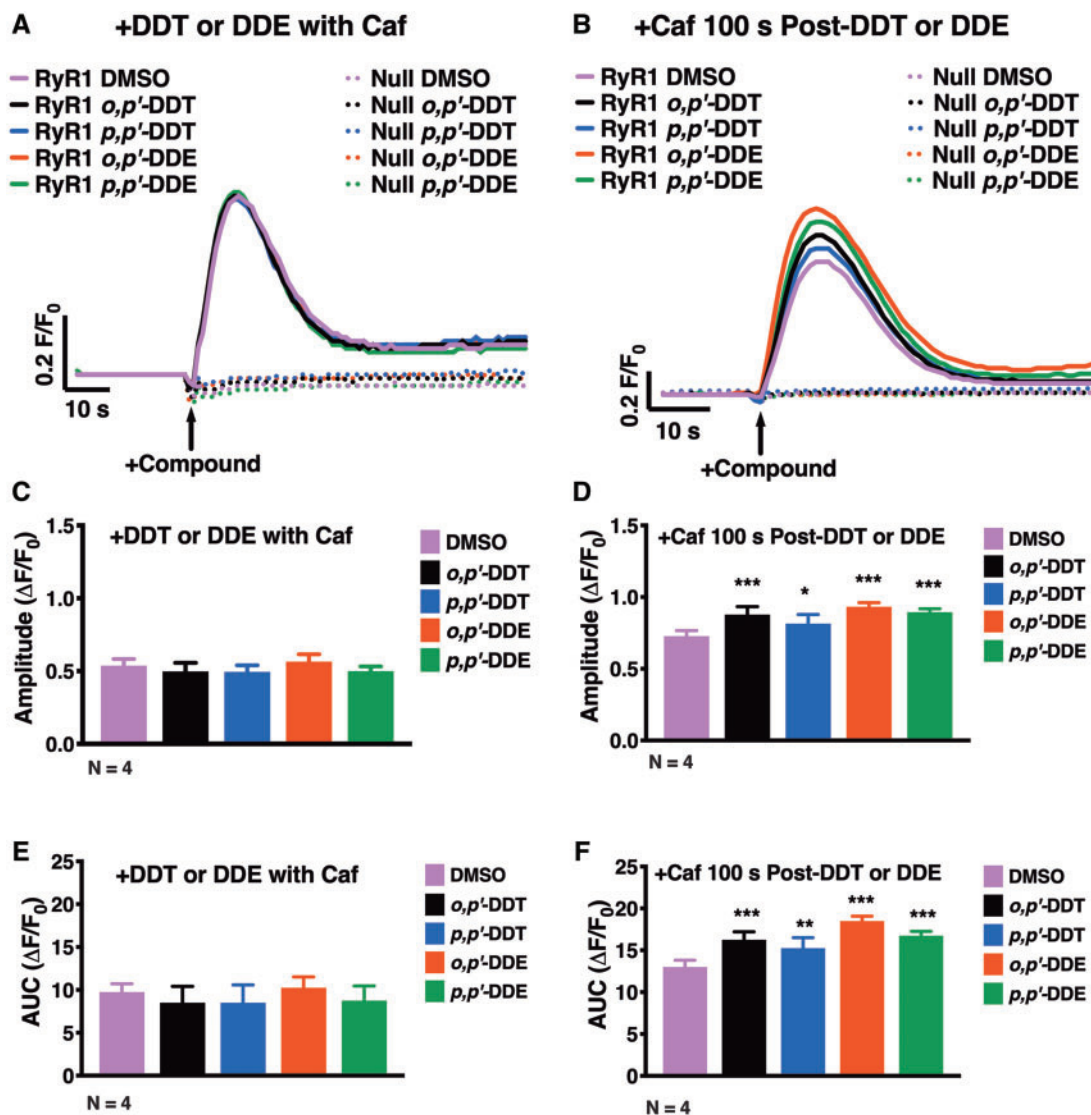 A +DDT or DDE with Caf
RyR1 DMSO
RyR1 o,p'-DDT
RyR1 p,p'-DDT
RyR1 o,p'-DDE
RyR1 p,p'-DDE
Null DMSO
Null o,p'-DDT
Null p,p'-DDT
Null o,p'-DDE
Null p,p'-DDE
0.2 F/F0
10 s
+Compound
B +Caf 100 s Post-DDT or DDE
RyR1 DMSO
RyR1 o,p'-DDT
RyR1 p,p'-DDT
RyR1 o,p'-DDE
RyR1 p,p'-DDE
Null DMSO
Null o,p'-DDT
Null p,p'-DDT
Null o,p'-DDE
Null p,p'-DDE
0.2 F/F0
10 s
+Compound
C
+DDT or DDE with Caf
Amplitude (ΔF/F0)
1.5
1.0
0.5
0.0
DMSO
o,p'-DDT
p,p'-DDT
o,p'-DDE
p,p'-DDE
N = 4
D
+Caf 100 s Post-DDT or DDE
Amplitude (ΔF/F0)
1.5
1.0
0.5
0.0
*** * *** ***
DMSO
o,p'-DDT
p,p'-DDT
o,p'-DDE
p,p'-DDE
N = 4
E
+DDT or DDE with Caf
AUC (ΔF/F0)
25
20
15
10
5
0
DMSO
o,p'-DDT
p,p'-DDT
o,p'-DDE
p,p'-DDE
N = 4
F
+Caf 100 s Post-DDT or DDE
AUC (ΔF/F0)
25
20
15
10
5
0
*** ** *** ***
DMSO
o,p'-DDT
p,p'-DDT
o,p'-DDE
p,p'-DDE
N = 4